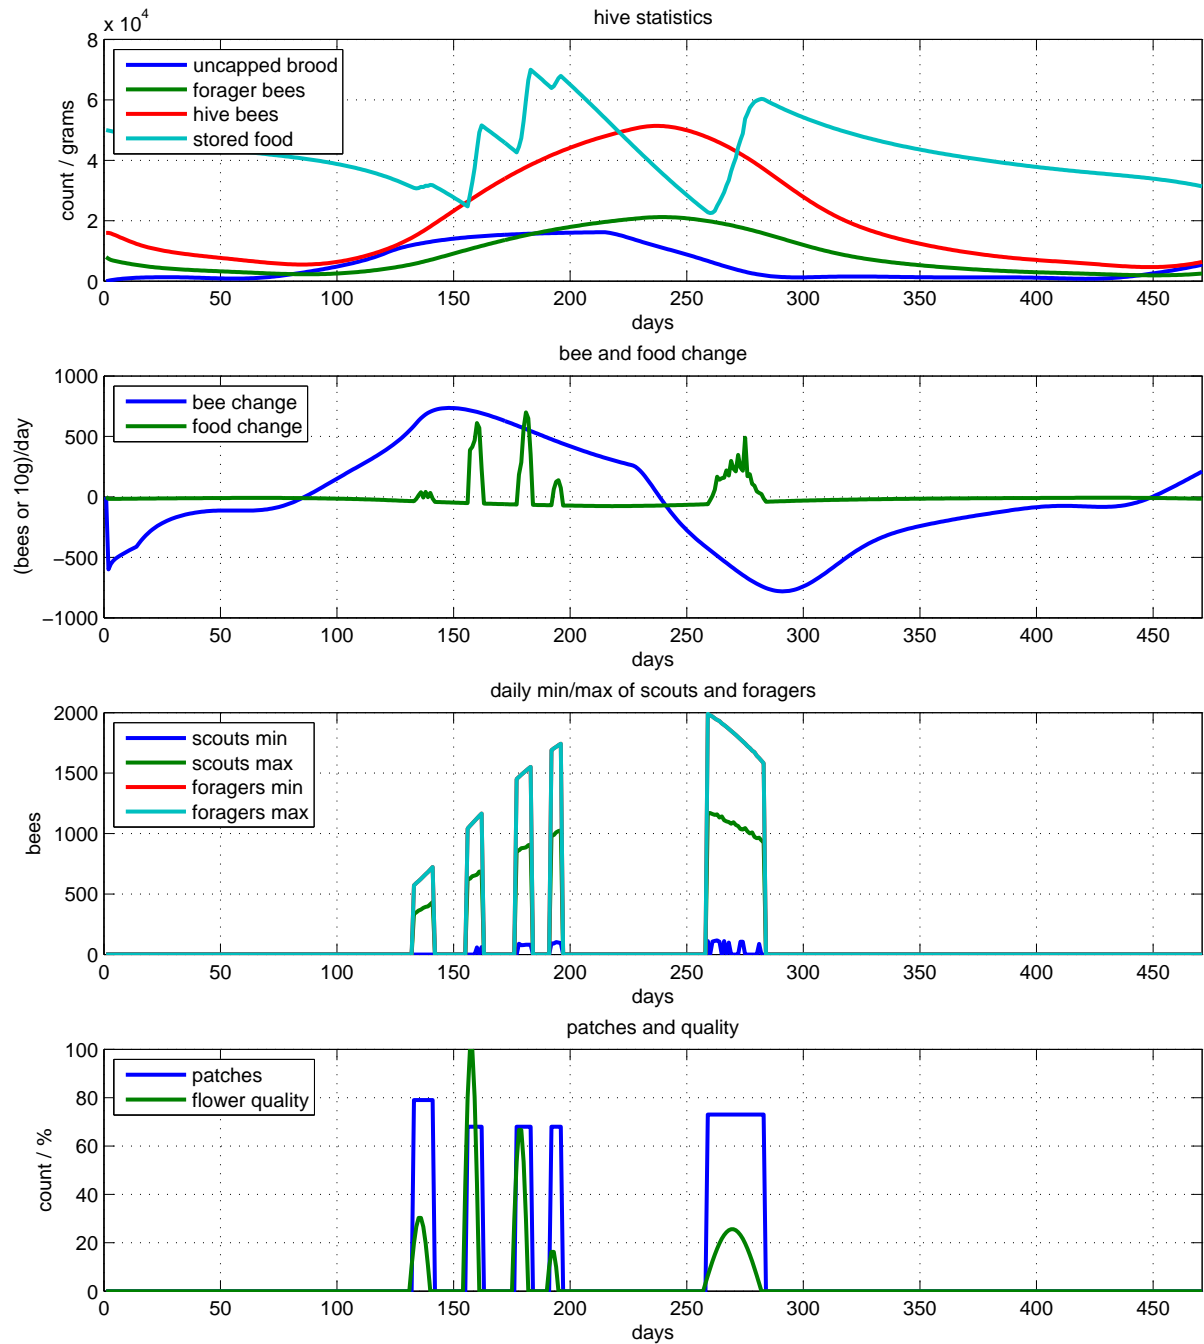 hive statistics
x 10^4
8
6
4
2
0
count / grams
uncapped brood
forager bees
hive bees
stored food
0 50 100 150 200 250 300 350 400 450
days
bee and food change
1000
500
0
−500
−1000
(bees or 10g)/day
bee change
food change
0 50 100 150 200 250 300 350 400 450
days
daily min/max of scouts and foragers
2000
1500
1000
500
0
bees
scouts min
scouts max
foragers min
foragers max
0 50 100 150 200 250 300 350 400 450
days
patches and quality
100
80
60
40
20
0
count / %
patches
flower quality
0 50 100 150 200 250 300 350 400 450
days